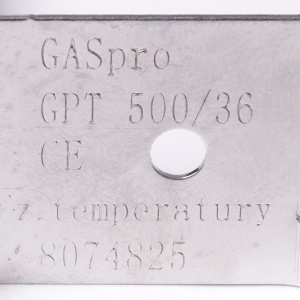 GASpro
GPT 500/36
CE
z.temperatury
8074825